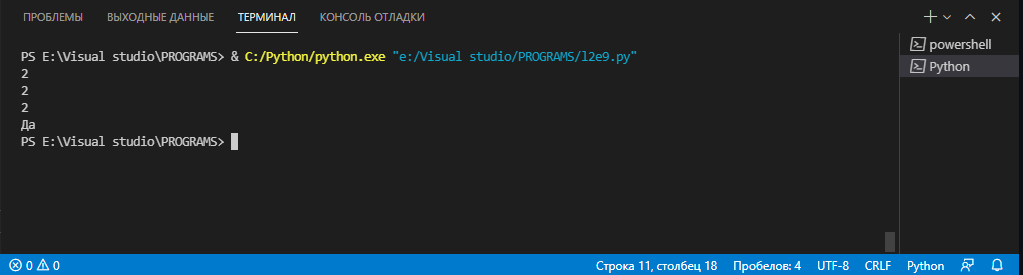 ПРОБЛЕМЫ ВЫХОДНЫЕ ДАННЫЕ ТЕРМИНАЛ КОНСОЛЬ ОТЛАДКИ
PS E:\Visual studio\PROGRAMS> & C:/Python/python.exe "e:/Visual studio/PROGRAMS/l2e9.py"
2
2
2
Да
PS E:\Visual studio\PROGRAMS>
powershell
Python
0 0 Строка 11, столбец 18 Пробелов: 4 UTF-8 CRLF Python